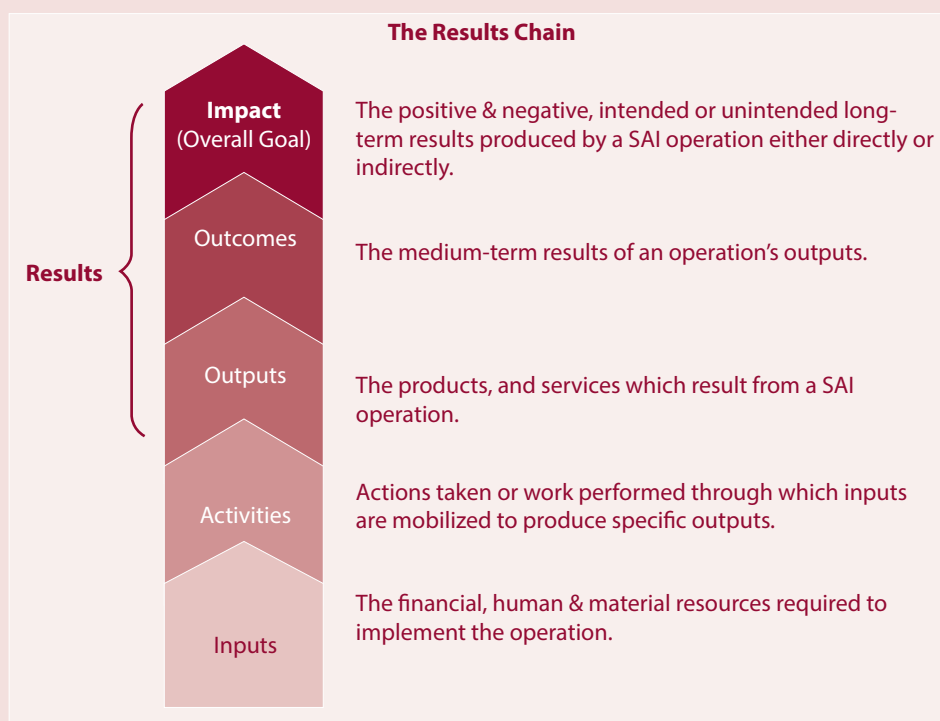 The Results Chain
Impact
(Overall Goal)
The positive & negative, intended or unintended long-
term results produced by a SAI operation either directly or
indirectly.
Outcomes
The medium-term results of an operation’s outputs.
Results
Outputs
The products, and services which result from a SAI
operation.
Activities
Actions taken or work performed through which inputs
are mobilized to produce specific outputs.
Inputs
The financial, human & material resources required to
implement the operation.